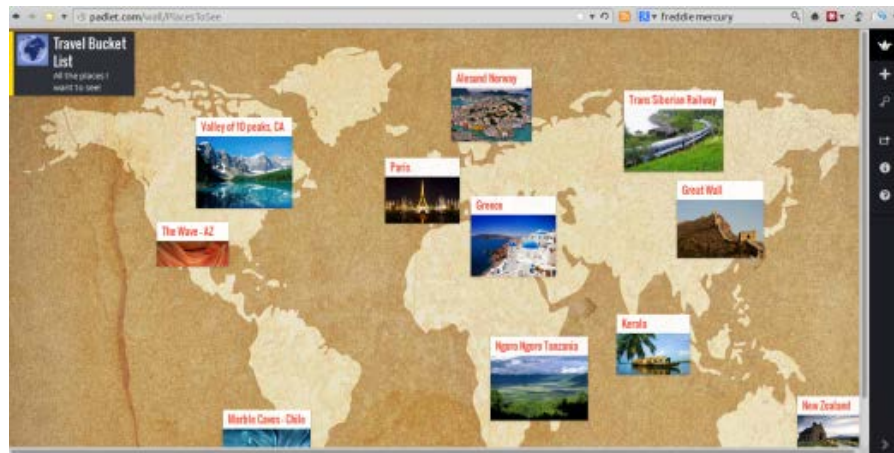 padlet.com/wall/PlacesToSee
freddie mercury
Travel Bucket
List
All the places I
want to see!
Alesand Norway
Trans Siberian Railway
Valley of 10 peaks, CA
Paris
Great Wall
Greece
The Wave - AZ
Kerala
Ngoro Ngoro Tanzania
New Zealand
Marble Caves - Chile